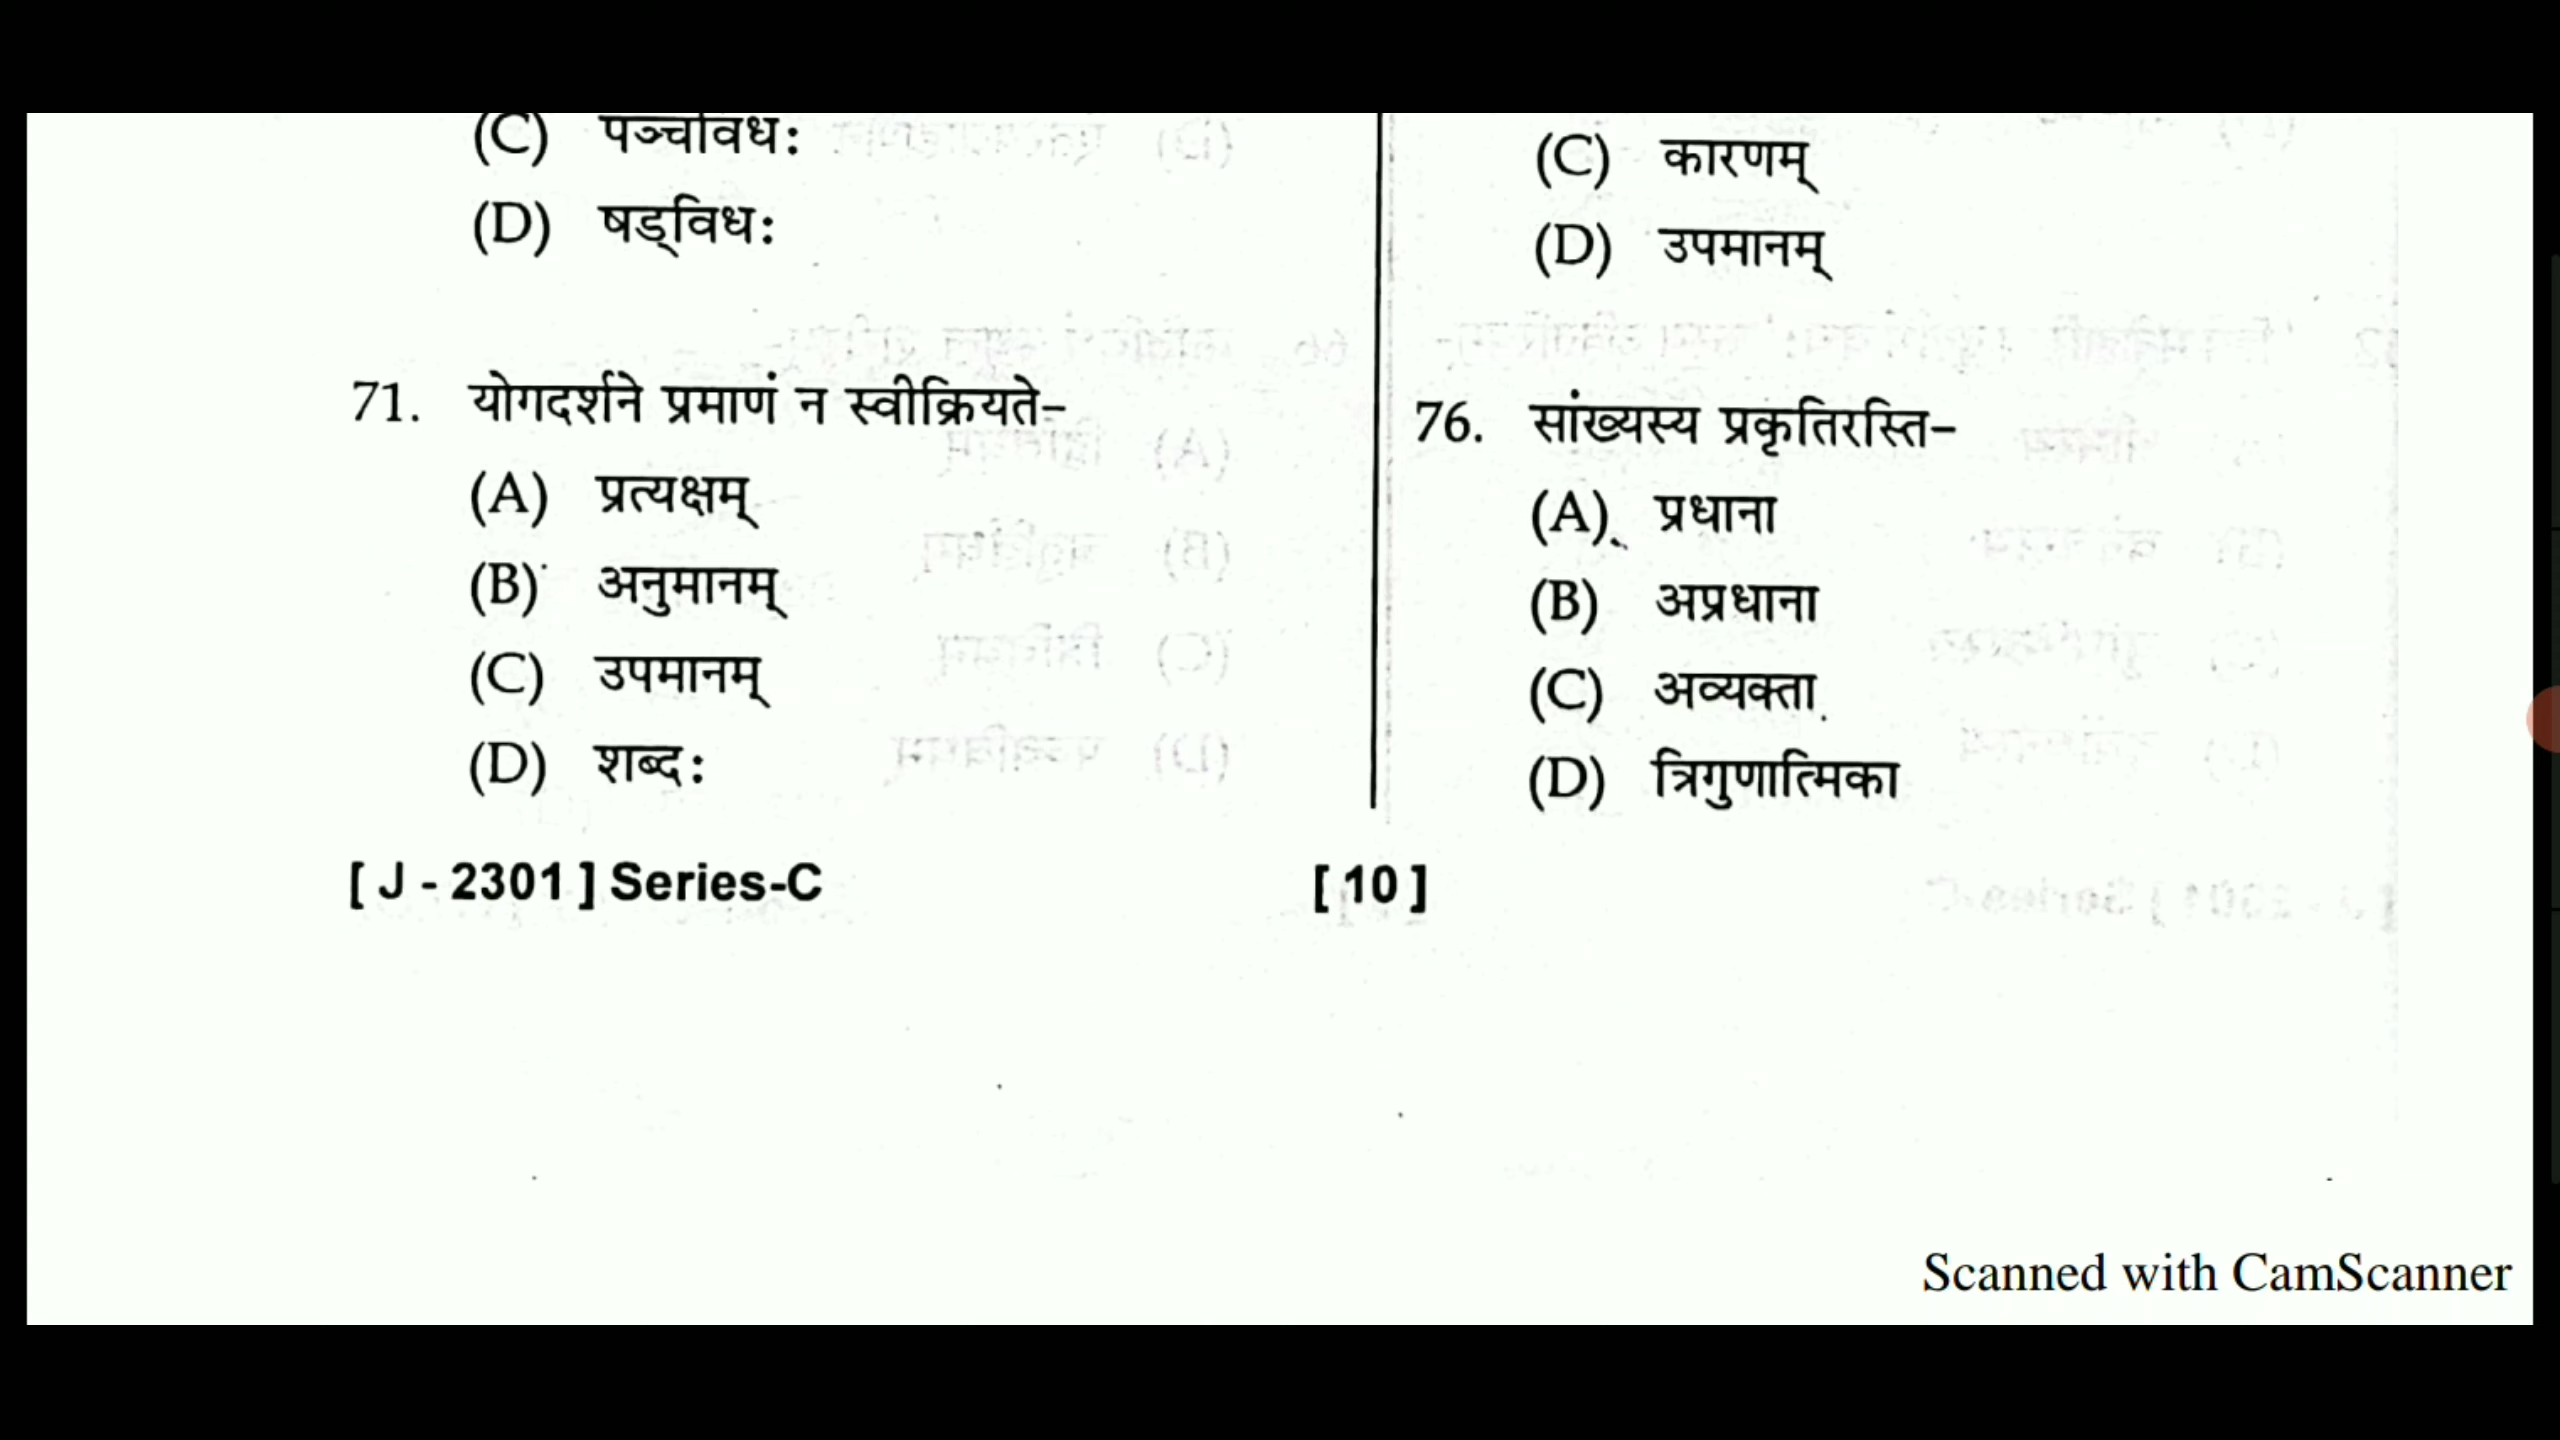 (C) पञ्चविधः
(D) षड्विधः
71. योगदर्शने प्रमाणं न स्वीक्रियते–
(A) प्रत्यक्षम्
(B) अनुमानम्
(C) उपमानम्
(D) शब्दः
(C) कारणम्
(D) उपमानम्
76. सांख्यस्य प्रकृतिरस्ति–
(A) प्रधाना
(B) अप्रधाना
(C) अव्यक्ता
(D) त्रिगुणात्मिका
[ J - 2301 ] Series-C
[ 10 ]
Scanned with CamScanner